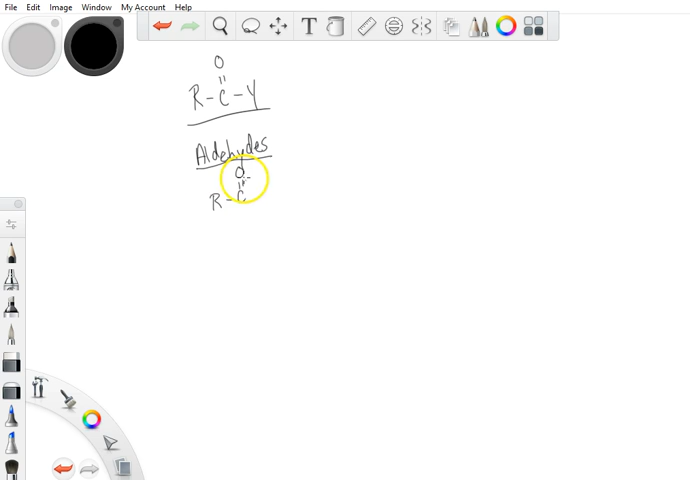 File Edit Image Window My Account Help
T
O
R-C-Y
Aldehydes
O
R-C